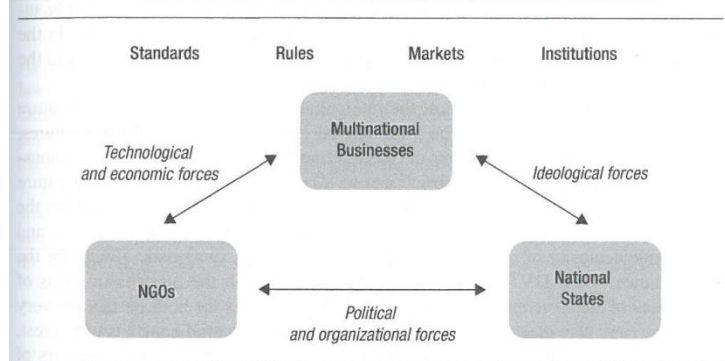 Standards Rules Markets Institutions
Multinational
Businesses
Technological
and economic forces
Ideological forces
NGOs
National
States
Political
and organizational forces